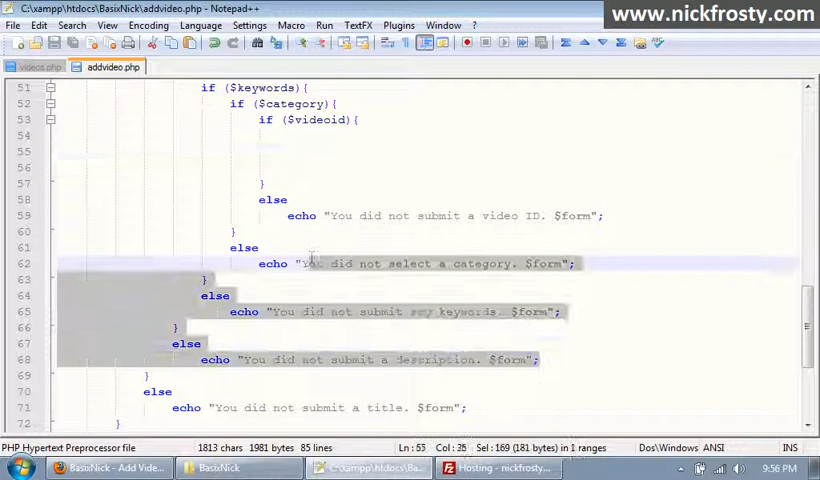 C:\xampp\htdocs\BasixNick\addvideo.php - Notepad++
www.nickfrosty.com
File Edit Search View Encoding Language Settings Macro Run TextFX Plugins Window ?
videos.php addvideo.php
51 if ($keywords){
52 if ($category){
53 if ($videoid){
54
55
56
57 }
58 else
59 echo "You did not submit a video ID. $form";
60 }
61 else
62 echo "You did not select a category. $form";
63 }
64 else
65 echo "You did not submit any keywords. $form";
66 }
67 else
68 echo "You did not submit a description. $form";
69 }
70 else
71 echo "You did not submit a title. $form";
72 }
PHP Hypertext Preprocessor file 1813 chars 1981 bytes 85 lines Ln : 55 Col : 35 Sel : 169 (181 bytes) in 1 ranges Dos\Windows ANSI INS
BasixNick - Add Vide... BasixNick C:\xampp\htdocs\Ba... Hosting - nickfrosty... 9:56 PM